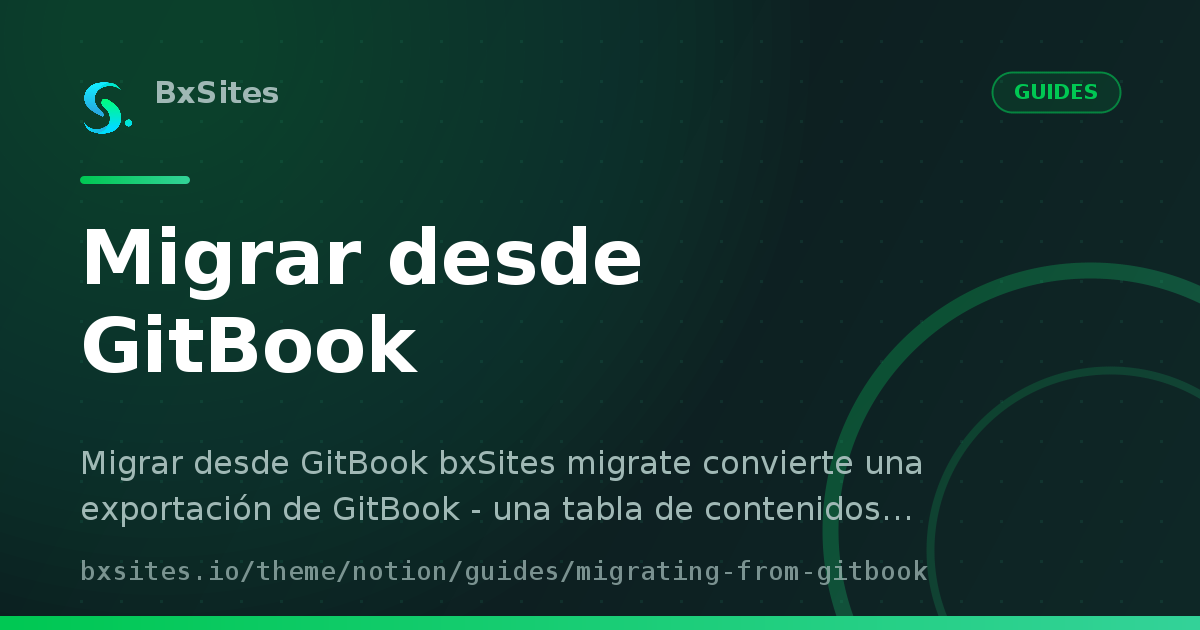 BxSites
GUIDES
Migrar desde
GitBook
Migrar desde GitBook bxSites migrate convierte una
exportación de GitBook - una tabla de contenidos…
bxsites.io/theme/notion/guides/migrating-from-gitbook